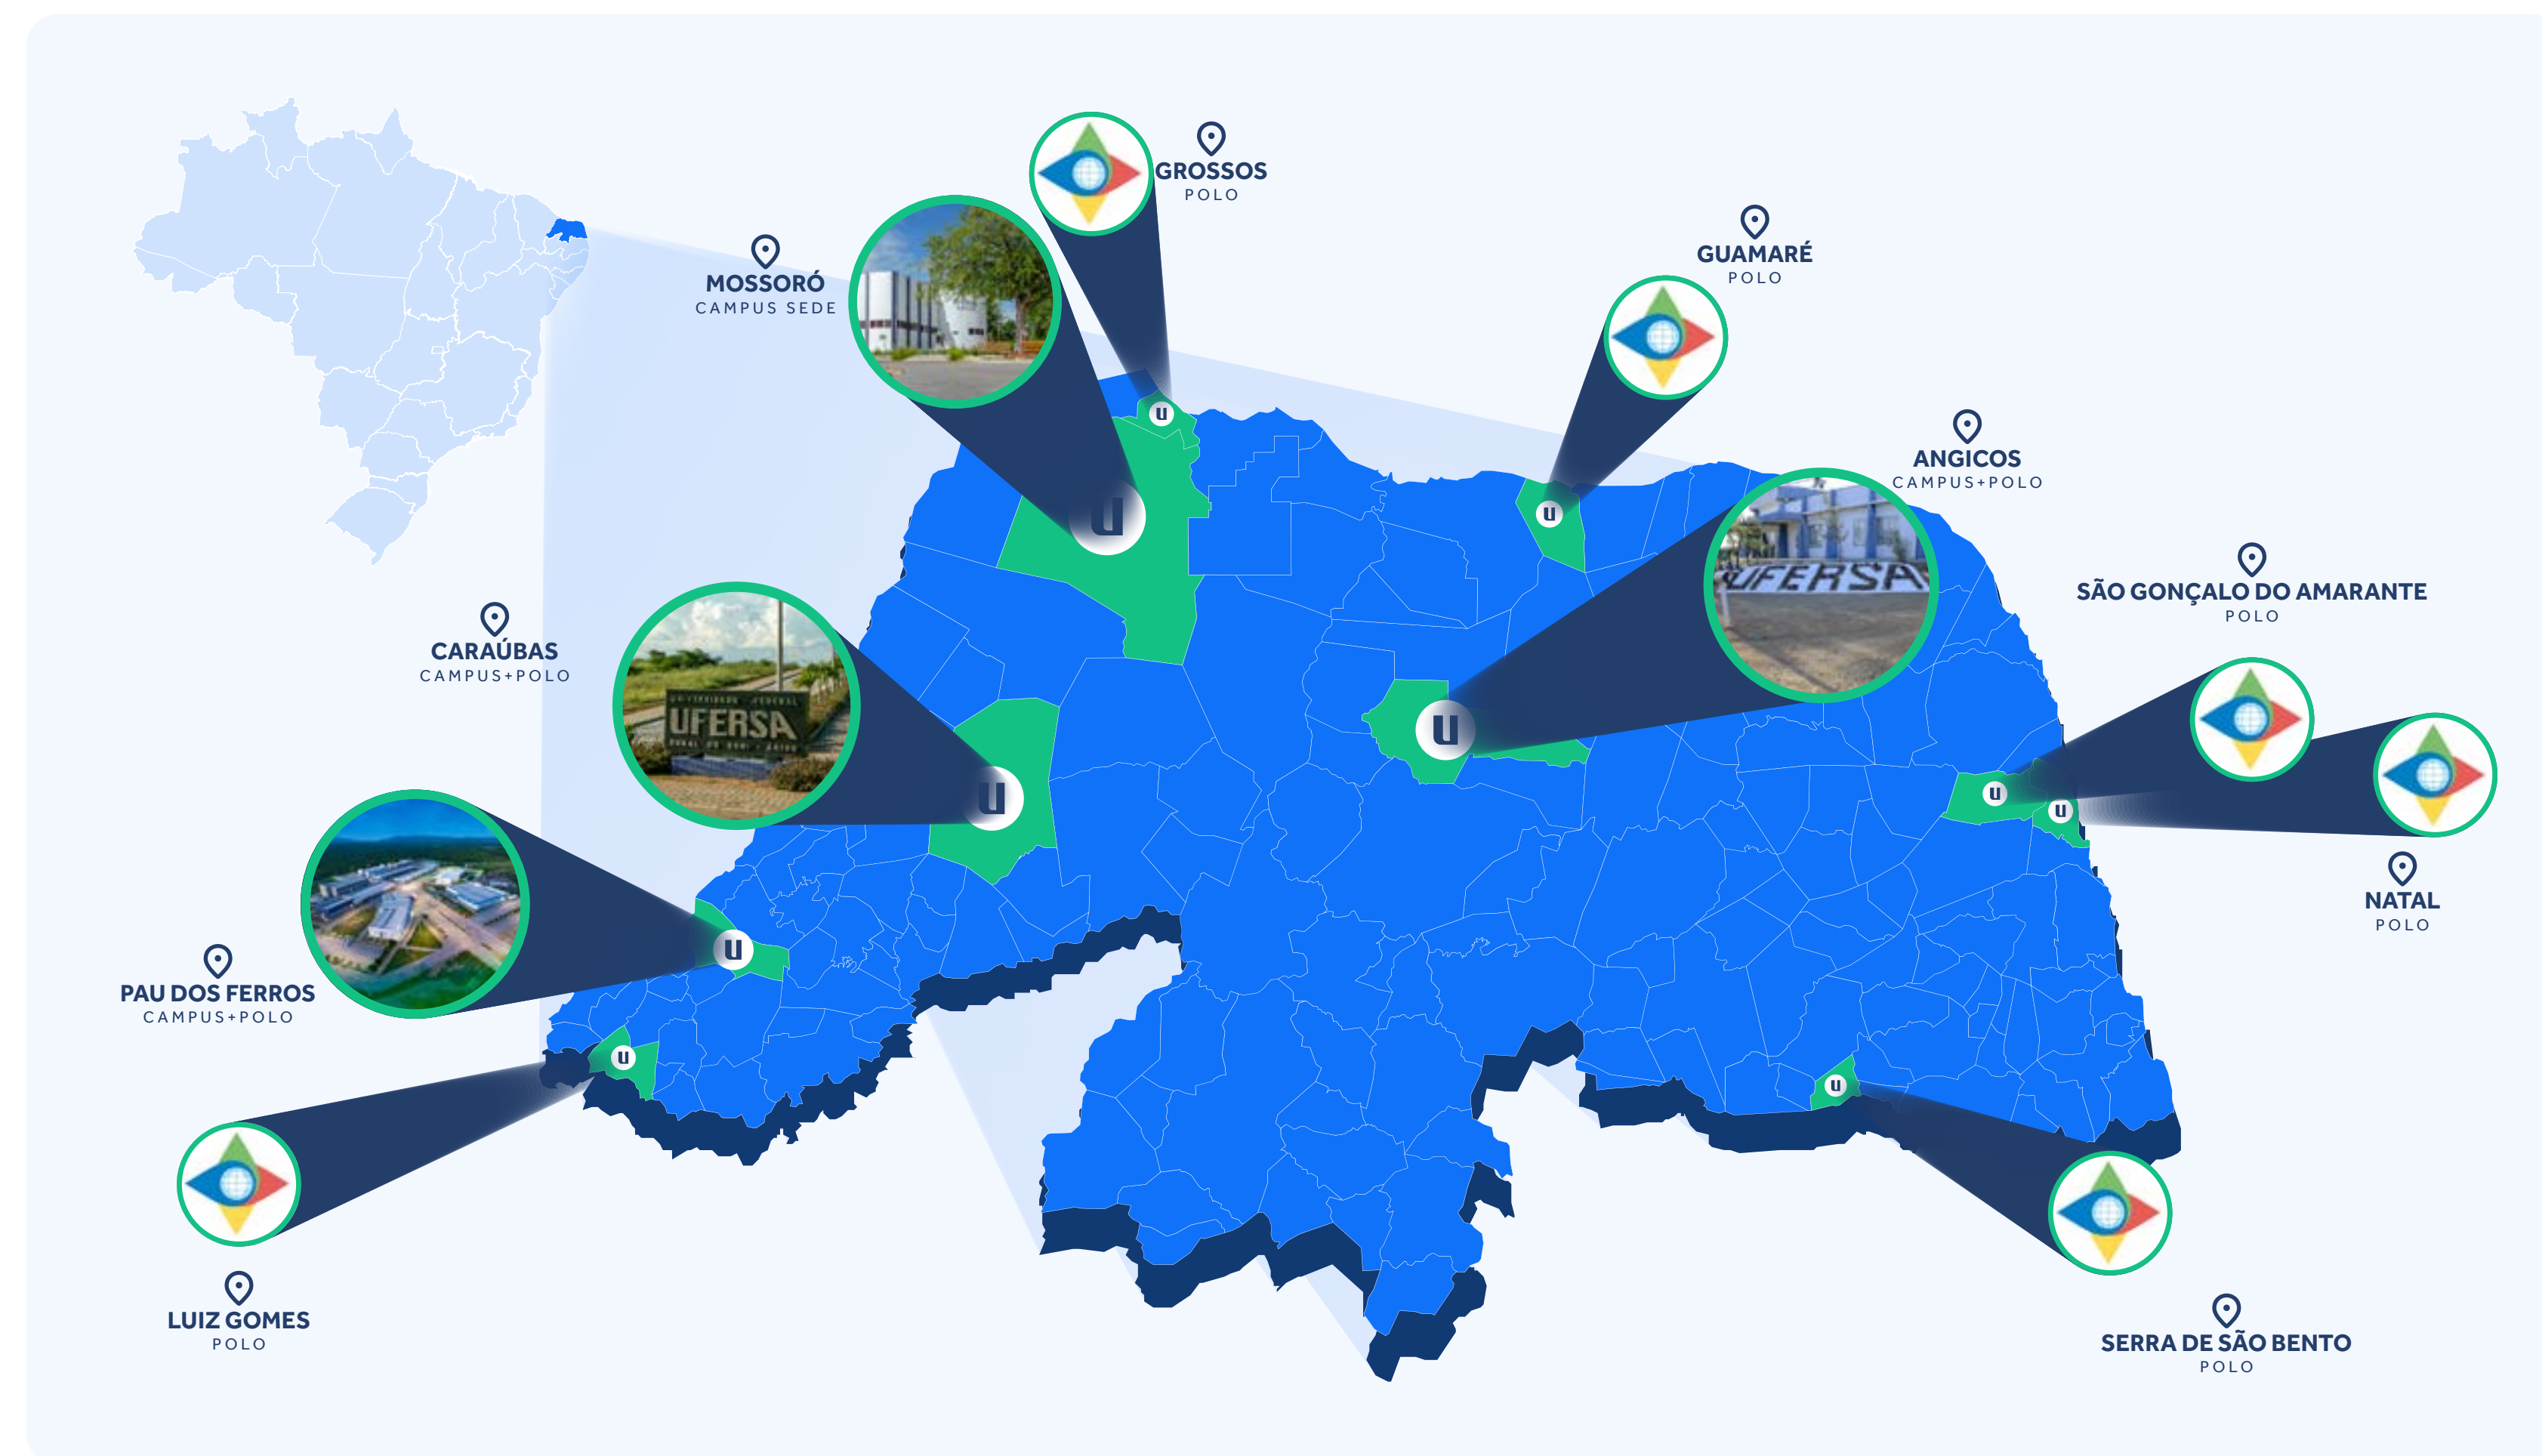 GROSSOS
POLO
GUAMARÉ
POLO
MOSSORÓ
CAMPUS SEDE
ANGICOS
CAMPUS+POLO
UFERSA
SÃO GONÇALO DO AMARANTE
POLO
CARAÚBAS
CAMPUS+POLO
UFERSA
NATAL
POLO
PAU DOS FERROS
CAMPUS+POLO
LUIZ GOMES
POLO
SERRA DE SÃO BENTO
POLO
u
u
u
u
u
u
u
u
u
u